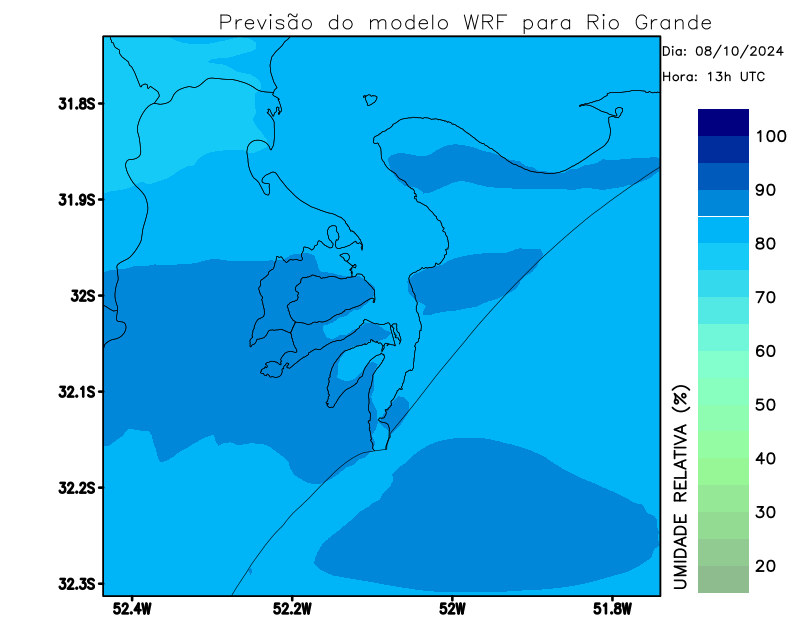 Previsão do modelo WRF para Rio Grande
Dia: 08/10/2024
Hora: 13h UTC
31.8S
31.9S
32S
32.1S
32.2S
32.3S
52.4W
52.2W
52W
51.8W
100
90
80
70
60
50
40
30
20
UMIDADE RELATIVA (%)